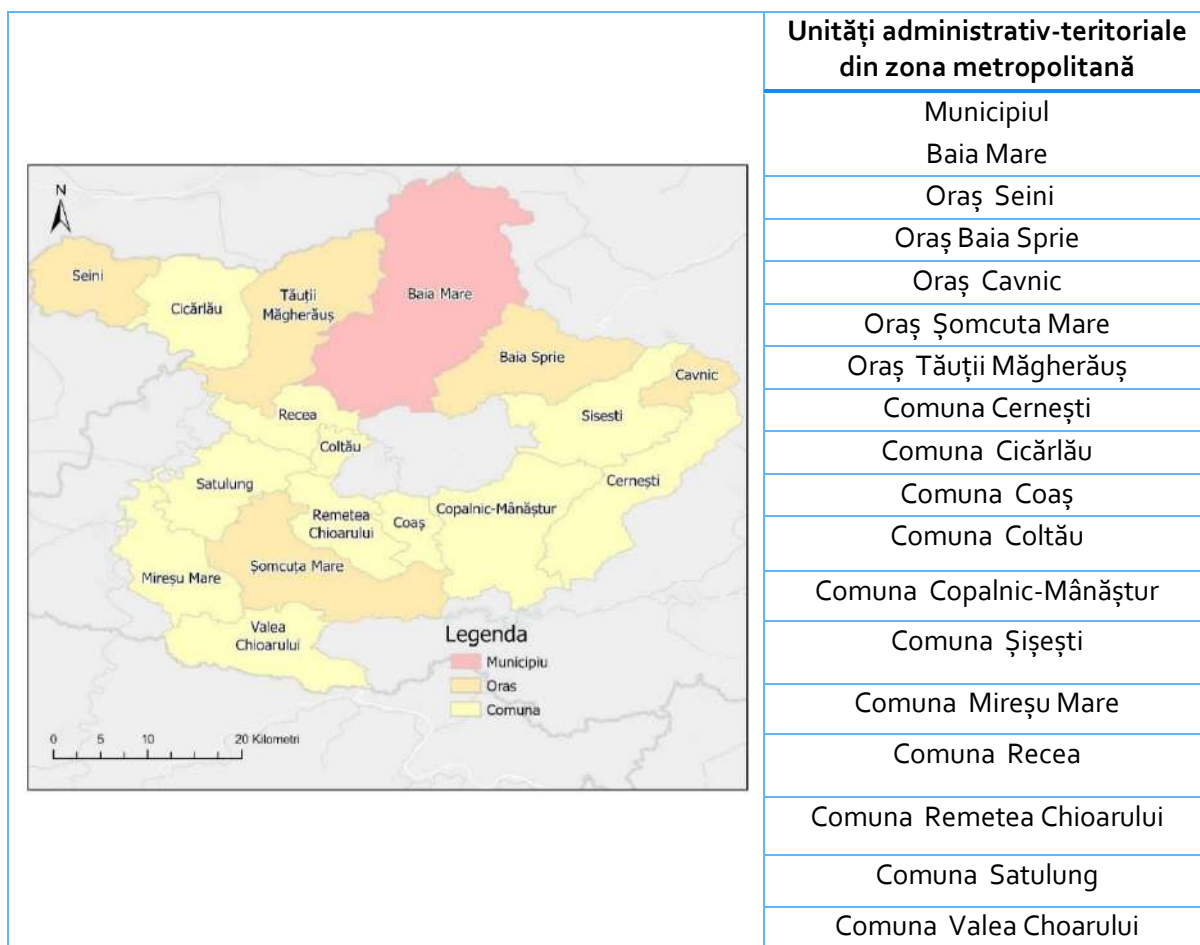 Unități administrativ-teritoriale
din zona metropolitană
Municipiul
Baia Mare
Oraș Seini
Oraș Baia Sprie
Oraș Cavnic
Oraș Șomcuta Mare
Oraș Tăuții Măgherăuș
Comuna Cernești
Comuna Cicărlău
Comuna Coaș
Comuna Coltău
Comuna Copalnic-Mânăștur
Comuna Șișești
Comuna Mireșu Mare
Comuna Recea
Comuna Remetea Chioarului
Comuna Satulung
Comuna Valea Choarului
N
Seini
Cicărlău
Tăuții
Măgherăuș
Baia Mare
Baia Sprie
Cavnic
Recea
Sisesti
Coltău
Satulung
Cernești
Remetea
Chioarului
Coaș
Copalnic-Mânăștur
Mireșu Mare
Șomcuța Mare
Valea
Chioarului
Legenda
Municipiu
Oras
Comuna
0 5 10 20 Kilometri